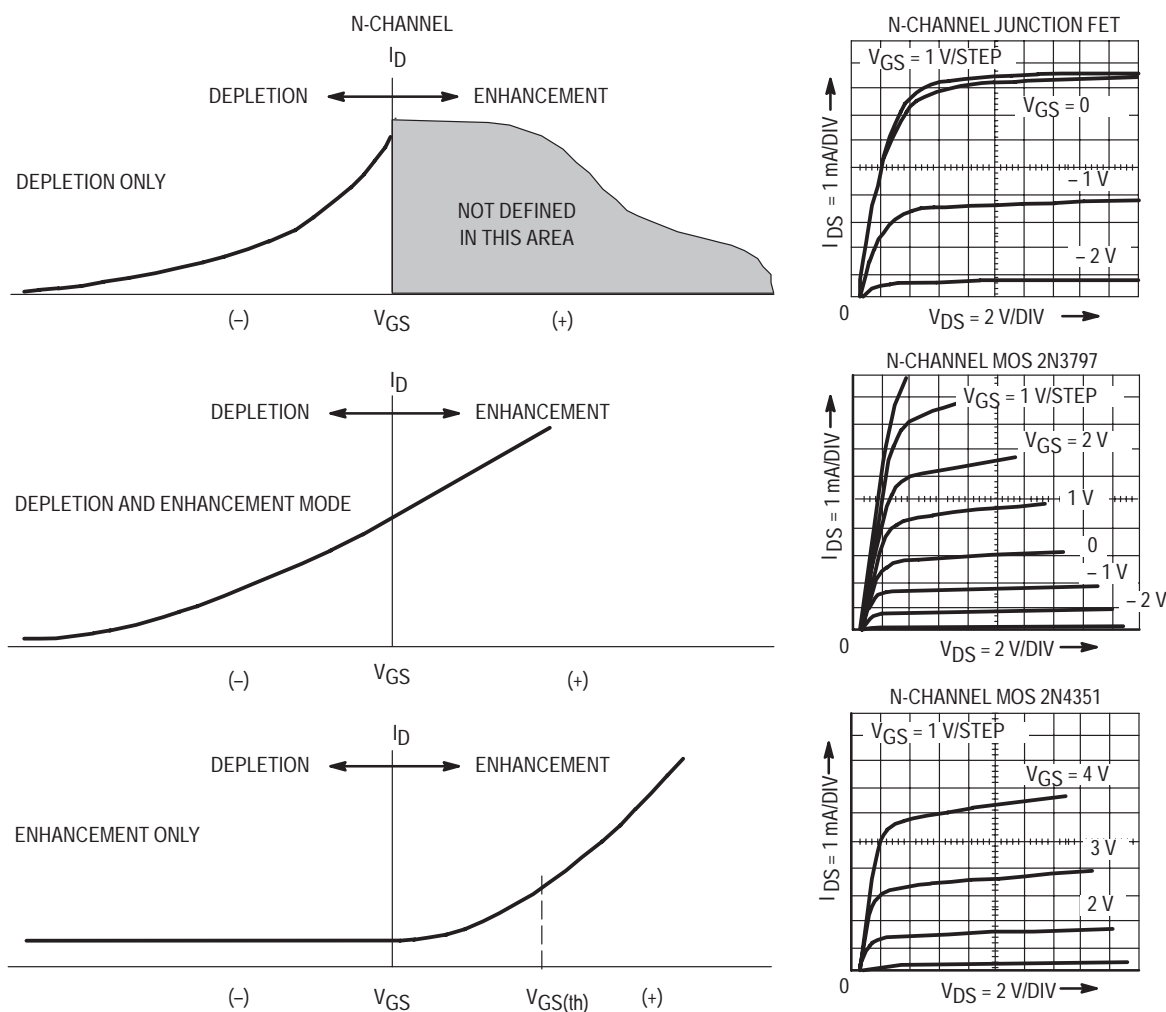 N-CHANNEL
I_D
DEPLETION
ENHANCEMENT
DEPLETION ONLY
NOT DEFINED
IN THIS AREA
(–)
V_GS
(+)
N-CHANNEL JUNCTION FET
V_GS = 1 V/STEP
V_GS = 0
– 1 V
– 2 V
I_DS = 1 mA/DIV
0
V_DS = 2 V/DIV
I_D
DEPLETION
ENHANCEMENT
DEPLETION AND ENHANCEMENT MODE
(–)
V_GS
(+)
N-CHANNEL MOS 2N3797
V_GS = 1 V/STEP
V_GS = 2 V
1 V
0
– 1 V
– 2 V
I_DS = 1 mA/DIV
0
V_DS = 2 V/DIV
I_D
DEPLETION
ENHANCEMENT
ENHANCEMENT ONLY
(–)
V_GS
V_GS(th)
(+)
N-CHANNEL MOS 2N4351
V_GS = 1 V/STEP
V_GS = 4 V
3 V
2 V
I_DS = 1 mA/DIV
0
V_DS = 2 V/DIV